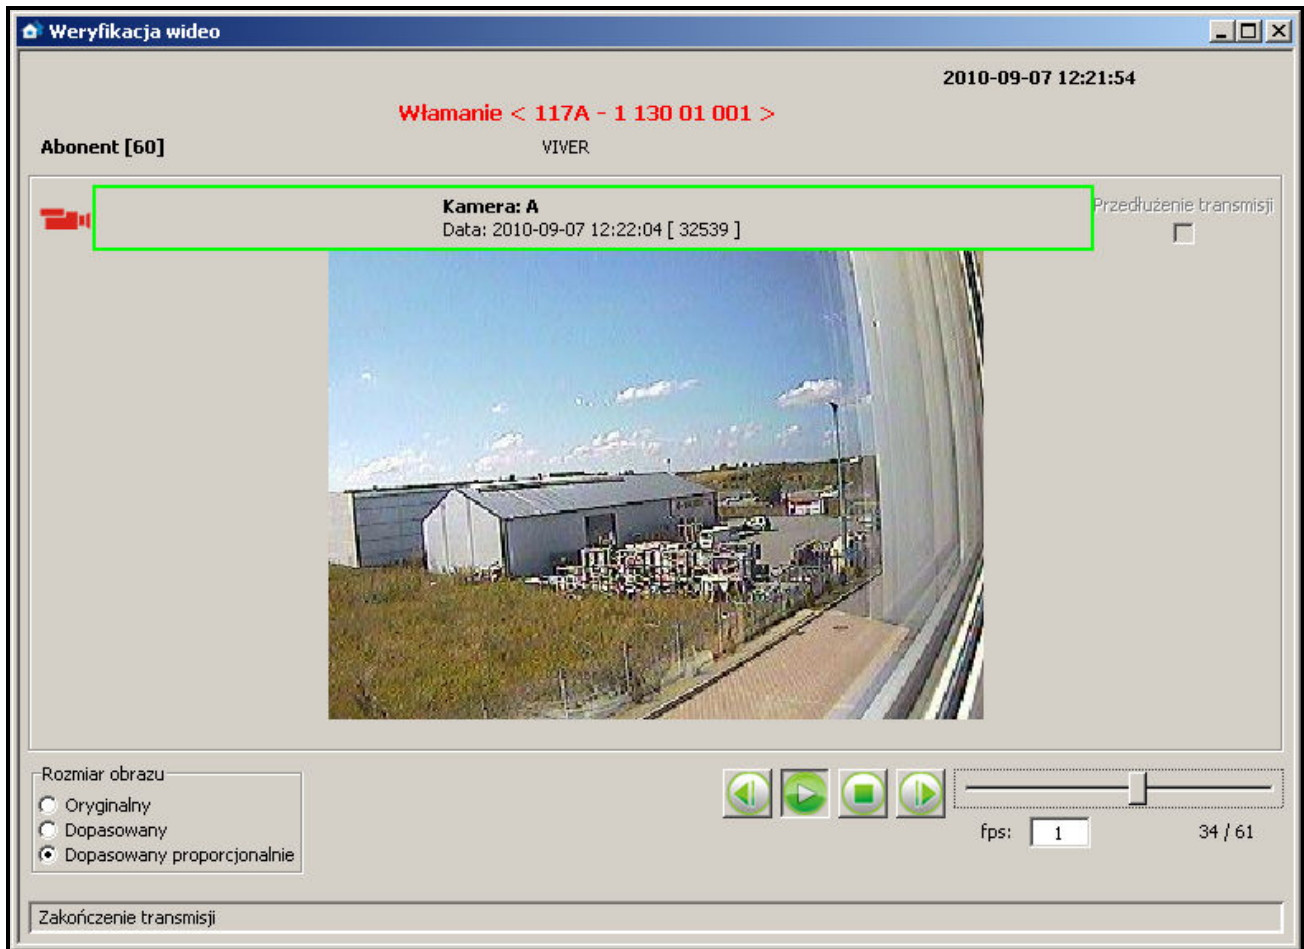 Weryfikacja wideo
2010-09-07 12:21:54
Włamanie < 117A - 1 130 01 001 >
Abonent [60] VIVER
Kamera: A
Data: 2010-09-07 12:22:04 [ 32539 ]
Przedłużenie transmisji
Rozmiar obrazu
Oryginalny
Dopasowany
Dopasowany proporcjonalnie
fps: 1 34 / 61
Zakończenie transmisji